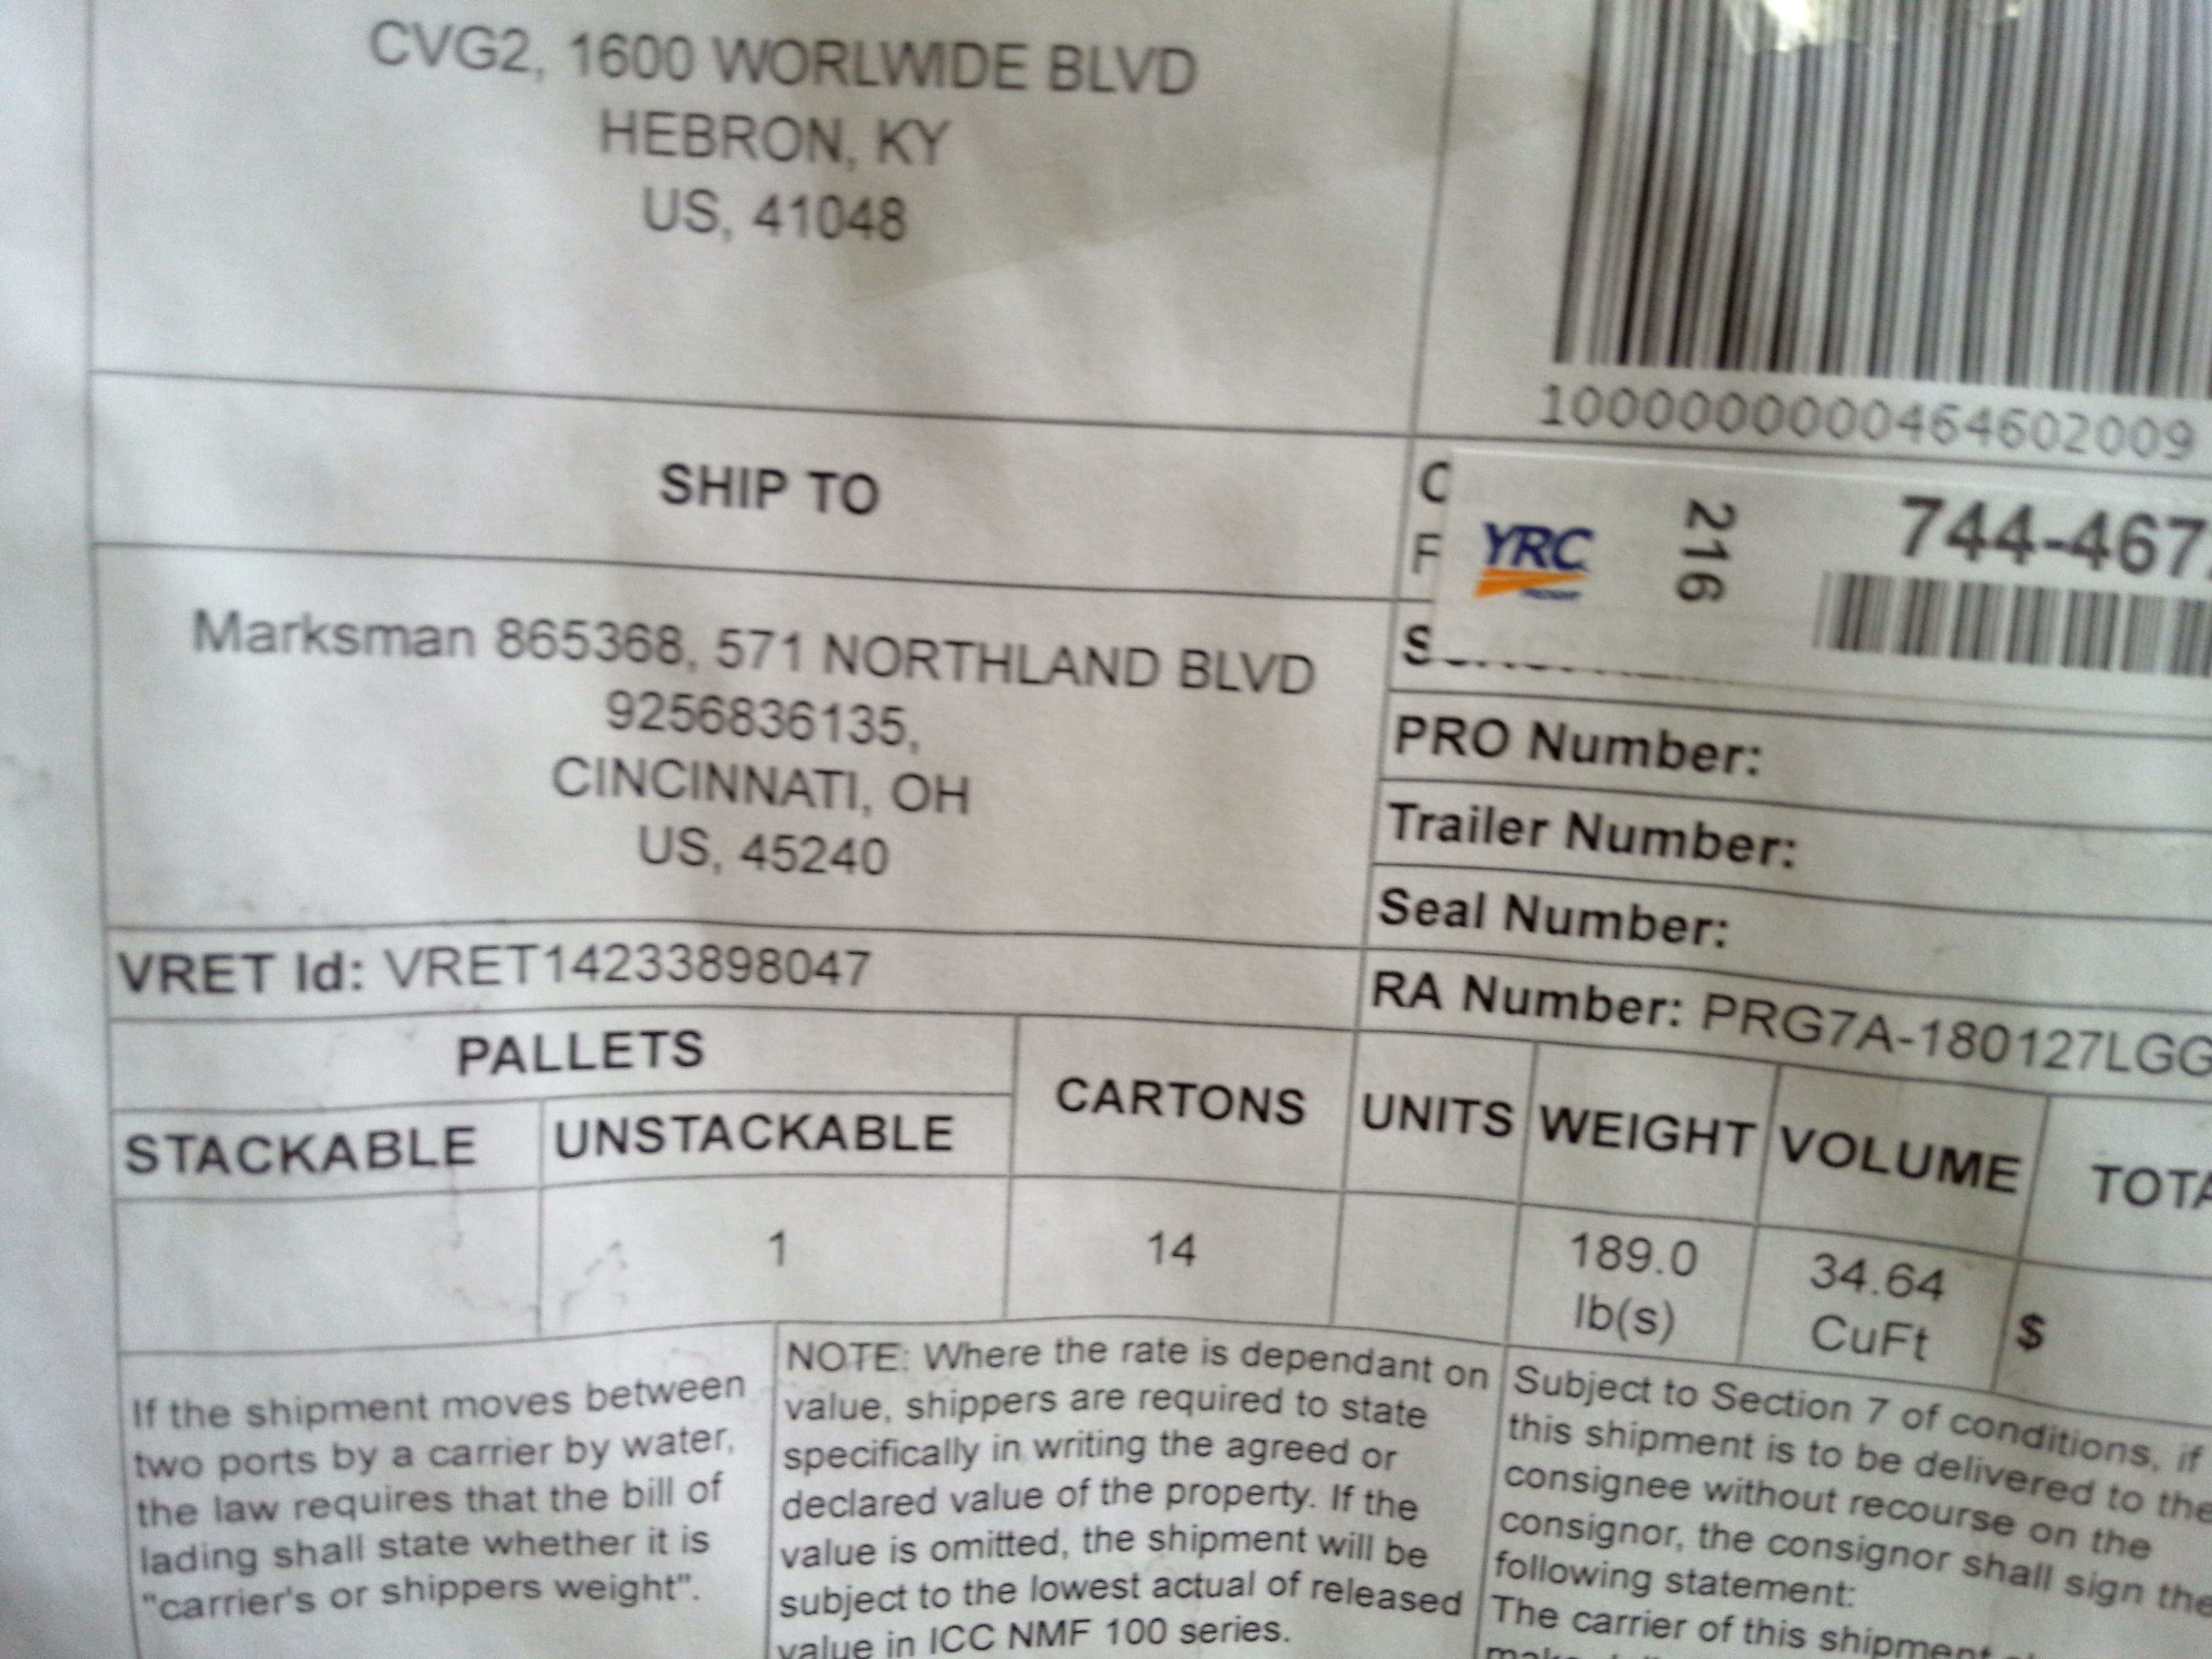 CVG2, 1600 WORLWIDE BLVD
HEBRON, KY
US, 41048
10000000000464602009
SHIP TO
C
F
YRC
216
744-467
S
Marksman 865368, 571 NORTHLAND BLVD
9256836135,
CINCINNATI, OH
US, 45240
PRO Number:
Trailer Number:
Seal Number:
VRET Id: VRET14233898047
RA Number: PRG7A-180127LGG
PALLETS
CARTONS
UNITS
WEIGHT
VOLUME
TOTA
STACKABLE
UNSTACKABLE
1
14
189.0
lb(s)
34.64
CuFt
$
If the shipment moves between
two ports by a carrier by water,
the law requires that the bill of
lading shall state whether it is
"carrier's or shippers weight".
NOTE: Where the rate is dependant on
value, shippers are required to state
specifically in writing the agreed or
declared value of the property. If the
value is omitted, the shipment will be
subject to the lowest actual of released
value in ICC NMF 100 series.
Subject to Section 7 of conditions, if
this shipment is to be delivered to the
consignee without recourse on the
consignor, the consignor shall sign the
following statement:
The carrier of this shipment